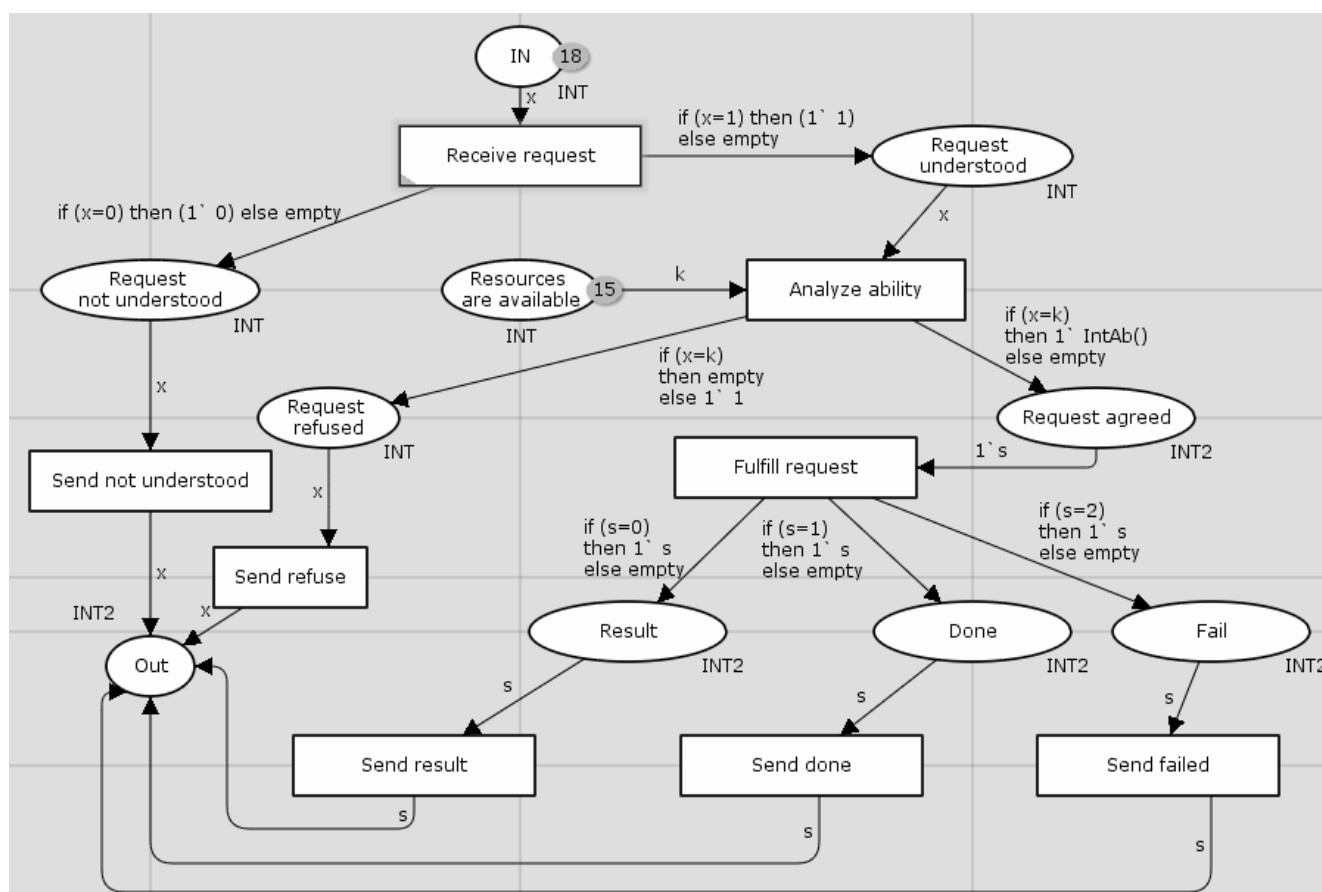 IN
18
INT
x
if (x=1) then (1` 1)
else empty
Receive request
Request
understood
INT
if (x=0) then (1` 0) else empty
x
Request
not understood
INT
Resources
are available
15
INT
k
Analyze ability
if (x=k)
then 1` IntAb()
else empty
if (x=k)
then empty
else 1` 1
x
Request
refused
INT
Request agreed
INT2
1`s
Fulfill request
Send not understood
x
if (s=0)
then 1` s
else empty
if (s=1)
then 1` s
else empty
if (s=2)
then 1` s
else empty
Send refuse
x
x
INT2
Out
Result
INT2
Done
INT2
Fail
INT2
s
s
s
Send result
Send done
Send failed
s
s
s